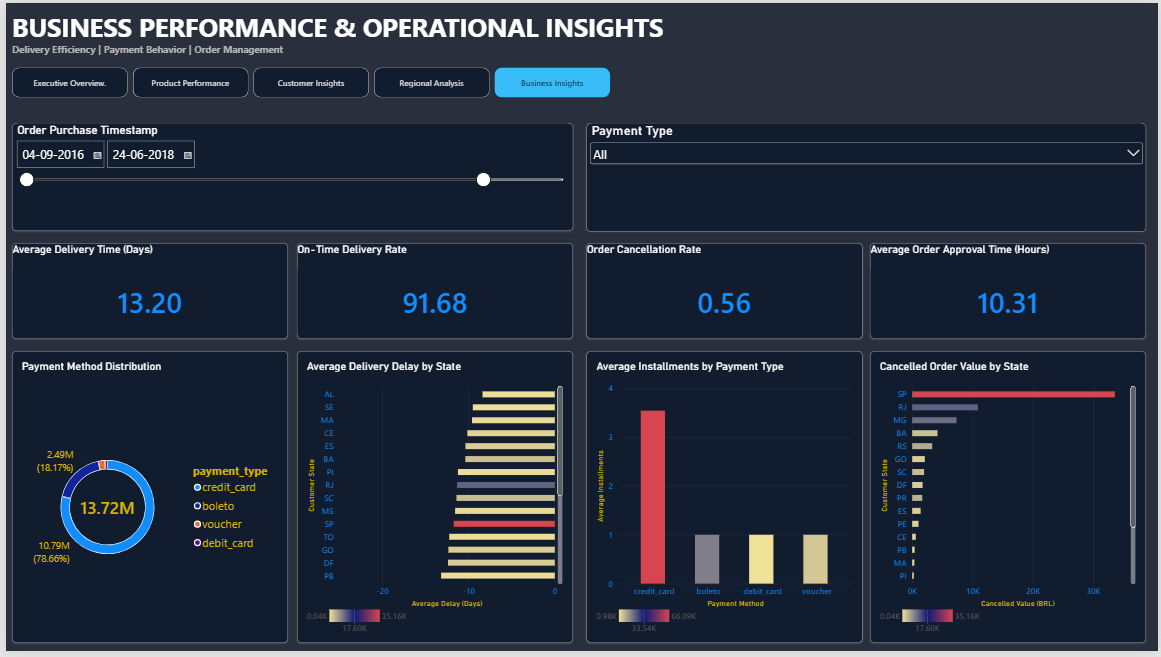 BUSINESS PERFORMANCE & OPERATIONAL INSIGHTS
Delivery Efficiency | Payment Behavior | Order Management
Executive Overview.
Product Performance
Customer Insights
Regional Analysis
Business Insights
Order Purchase Timestamp
04-09-2016
24-06-2018
Payment Type
All
Average Delivery Time (Days)
13.20
On-Time Delivery Rate
91.68
Order Cancellation Rate
0.56
Average Order Approval Time (Hours)
10.31
Payment Method Distribution
2.49M
(18.17%)
13.72M
10.79M
(78.66%)
payment_type
credit_card
boleto
voucher
debit_card
Average Delivery Delay by State
Customer State
AL
SE
MA
CE
ES
BA
PI
RJ
SC
MS
SP
TO
GO
DF
PB
-20
-10
0
Average Delay (Days)
0.04K
35.16K
17.60K
Average Installments by Payment Type
Average Installments
4
3
2
1
0
credit_card
boleto
debit_card
voucher
Payment Method
0.98K
66.09K
33.54K
Cancelled Order Value by State
Customer State
SP
RJ
MG
BA
RS
GO
SC
DF
PR
ES
PE
CE
PB
MA
PI
0K
10K
20K
30K
Cancelled Value (BRL)
0.04K
35.16K
17.60K